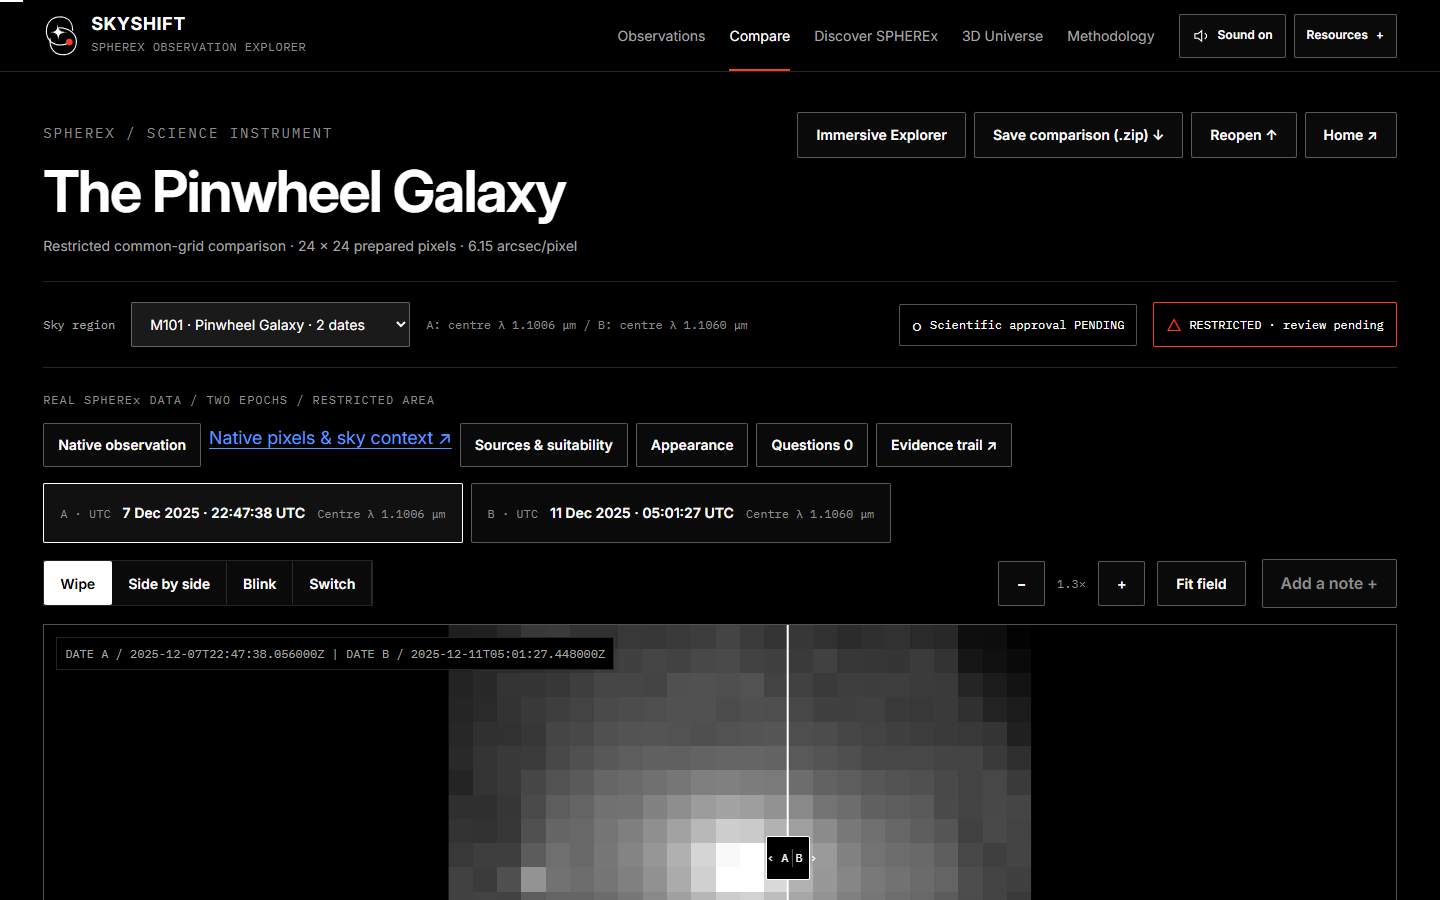 SKYSHIFT
SPHEREX OBSERVATION EXPLORER
Observations
Compare
Discover SPHEREx
3D Universe
Methodology
Sound on
Resources +
SPHEREX / SCIENCE INSTRUMENT
Immersive Explorer
Save comparison (.zip) ↓
Reopen ↑
Home ↗
The Pinwheel Galaxy
Restricted common-grid comparison · 24 × 24 prepared pixels · 6.15 arcsec/pixel
Sky region
M101 · Pinwheel Galaxy · 2 dates
A: centre λ 1.1006 µm / B: centre λ 1.1060 µm
Scientific approval PENDING
RESTRICTED · review pending
REAL SPHEREx DATA / TWO EPOCHS / RESTRICTED AREA
Native observation
Native pixels & sky context ↗
Sources & suitability
Appearance
Questions 0
Evidence trail ↗
A · UTC 7 Dec 2025 · 22:47:38 UTC Centre λ 1.1006 µm
B · UTC 11 Dec 2025 · 05:01:27 UTC Centre λ 1.1060 µm
Wipe
Side by side
Blink
Switch
− 1.3× +
Fit field
Add a note +
DATE A / 2025-12-07T22:47:38.056000Z | DATE B / 2025-12-11T05:01:27.448000Z
‹ A B ›